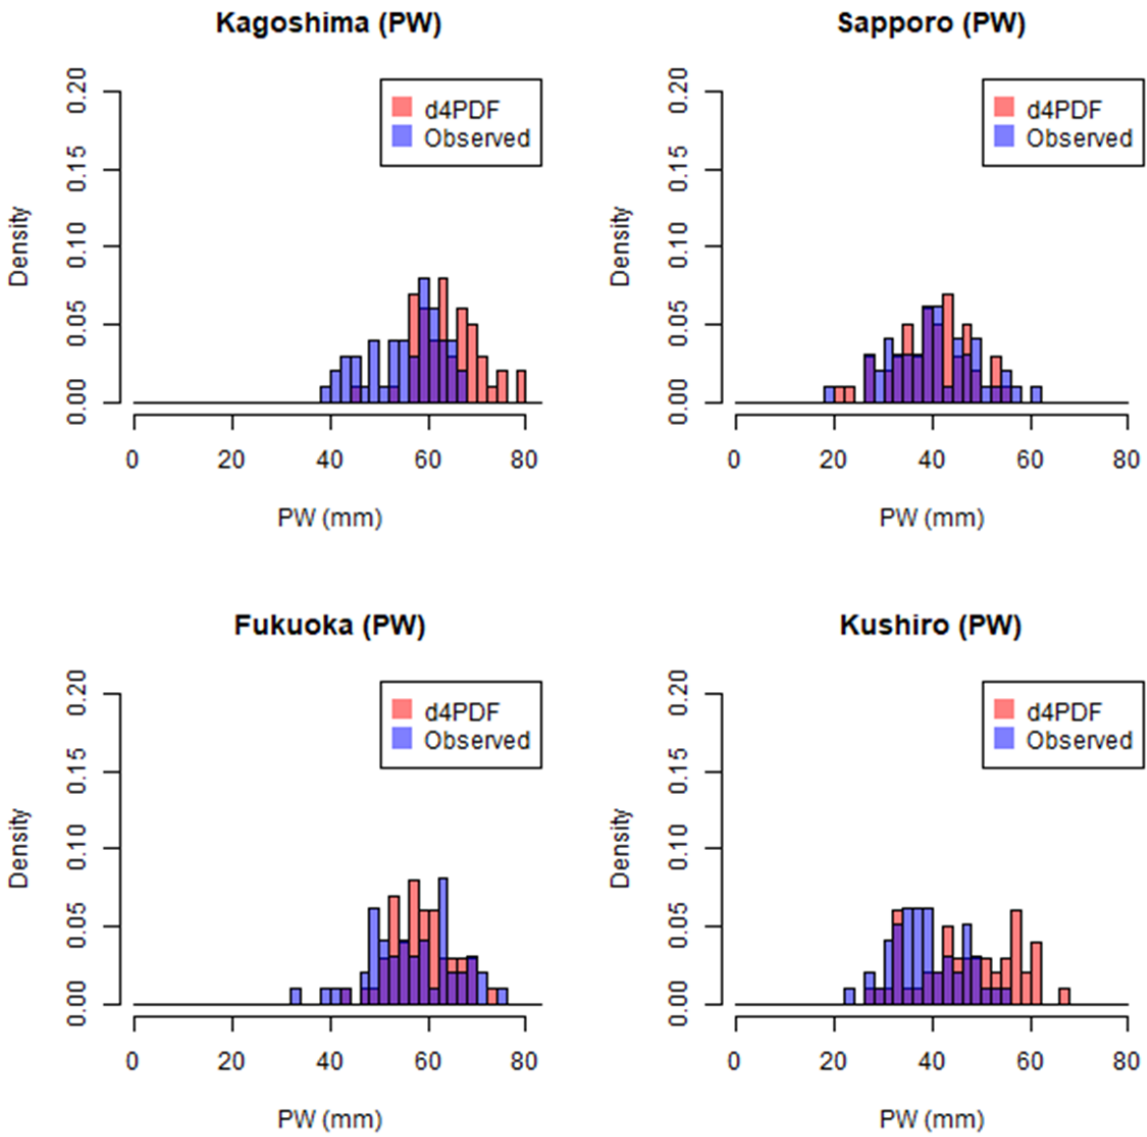 Kagoshima (PW)
0.20
0.15
0.10
0.05
0.00
Density
d4PDF
Observed
0 20 40 60 80
PW (mm)
Sapporo (PW)
0.20
0.15
0.10
0.05
0.00
Density
d4PDF
Observed
0 20 40 60 80
PW (mm)
Fukuoka (PW)
0.20
0.15
0.10
0.05
0.00
Density
d4PDF
Observed
0 20 40 60 80
PW (mm)
Kushiro (PW)
0.20
0.15
0.10
0.05
0.00
Density
d4PDF
Observed
0 20 40 60 80
PW (mm)